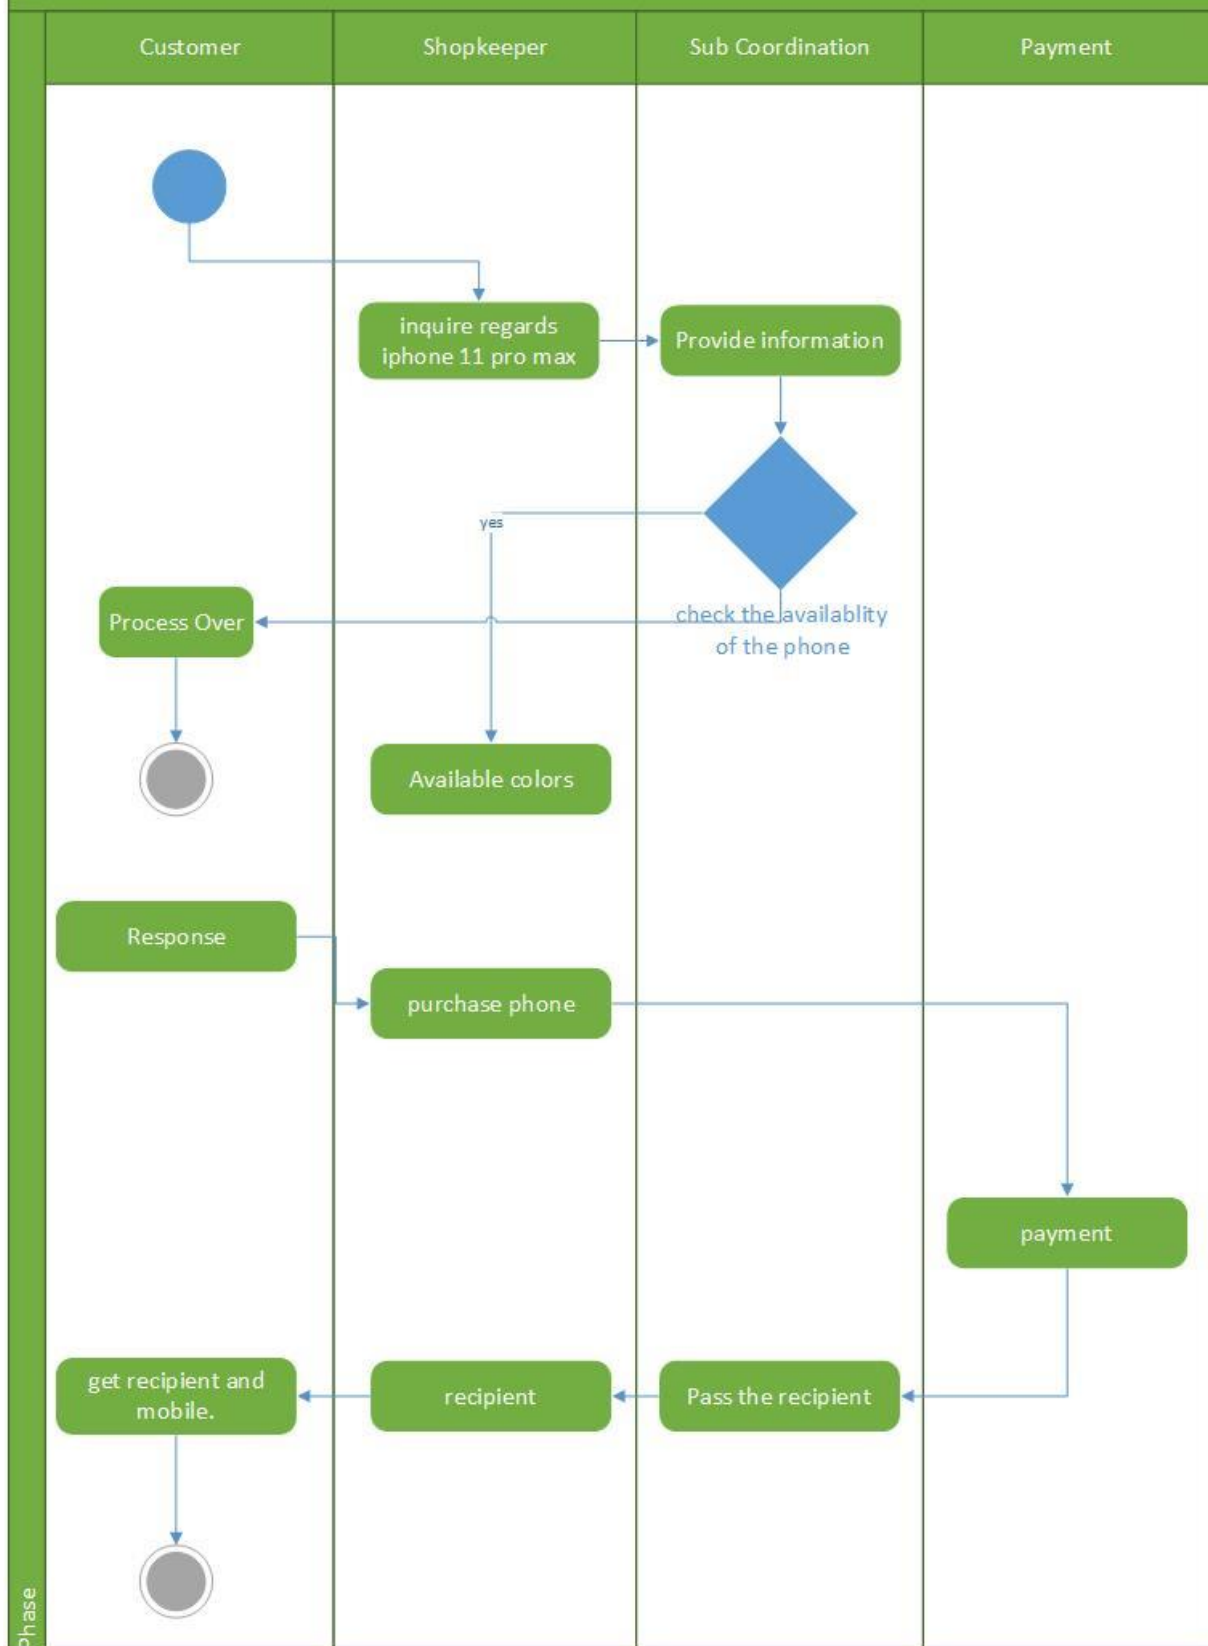 Customer
Shopkeeper
Sub Coordination
Payment
inquire regards
iphone 11 pro max
Provide information
yes
check the availablity
of the phone
Process Over
Available colors
Response
purchase phone
payment
get recipient and
mobile.
recipient
Pass the recipient
Phase